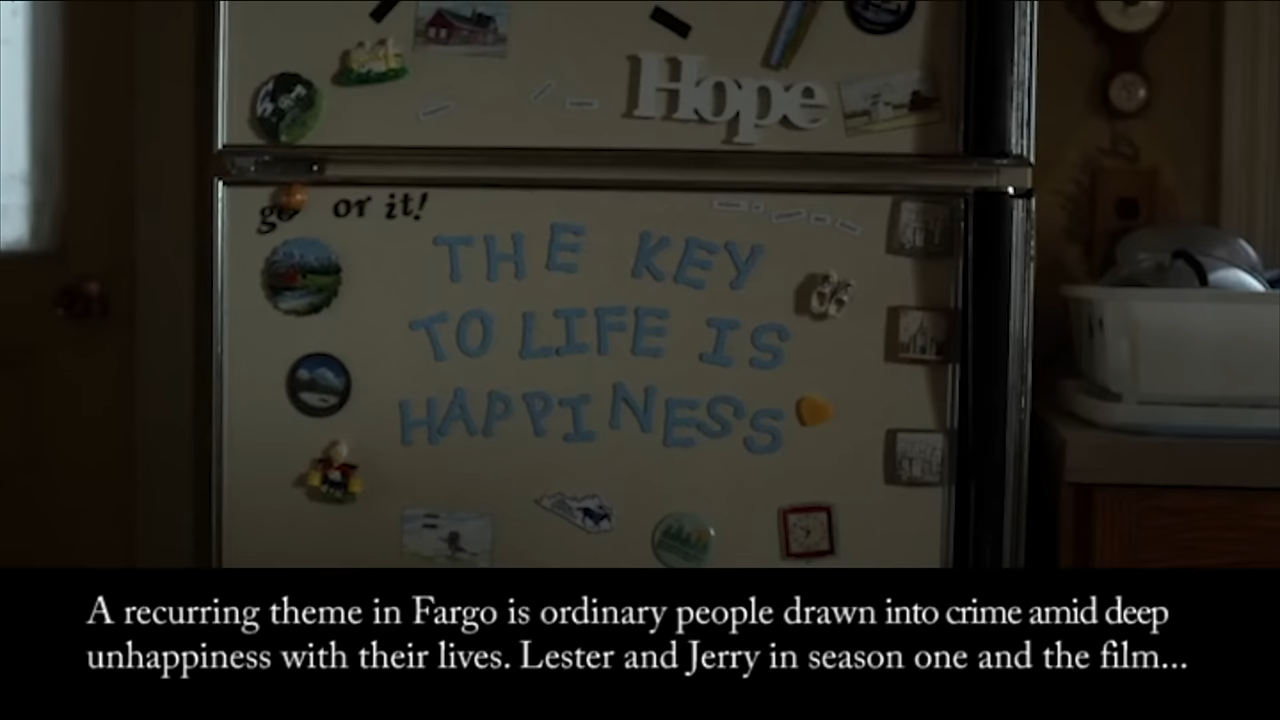 Hope
go or it!
THE KEY
TO LIFE IS
HAPPINESS
A recurring theme in Fargo is ordinary people drawn into crime amid deep
unhappiness with their lives. Lester and Jerry in season one and the film...